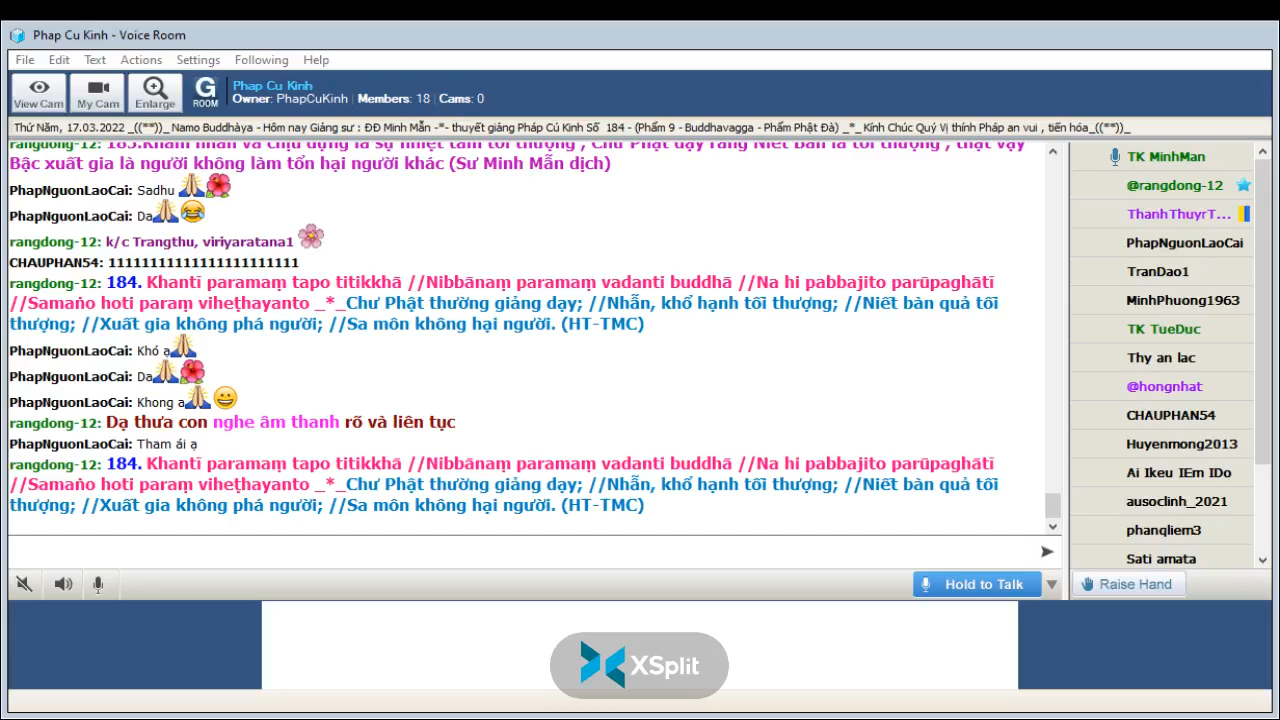 Phap Cu Kinh - Voice Room
File Edit Text Actions Settings Following Help
View Cam My Cam Enlarge G ROOM
Phap Cu Kinh
Owner: PhapCuKinh | Members: 18 | Cams: 0
Thứ Năm, 17.03.2022 _((**))_ Namo Buddhàya - Hôm nay Giảng sư : ĐĐ Minh Mẫn -*- thuyết giảng Pháp Cú Kinh Số 184 - (Phẩm 9 - Buddhavagga - Phẩm Phật Đà) _*_ Kính Chúc Quý Vị thính Pháp an vui , tiến hóa_((**))_
Bậc xuất gia là người không làm tổn hại người khác (Sư Minh Mẫn dịch)
PhapNguonLaoCai: Sadhu
PhapNguonLaoCai: Da
rangdong-12: k/c Trangthu, viriyaratana1
CHAUPHAN54: 11111111111111111111111
rangdong-12: 184. Khantī paramaṃ tapo titikkhā //Nibbānaṃ paramaṃ vadanti buddhā //Na hi pabbajito parūpaghātī
//Samaṅo hoti paraṃ viheṭhayanto _*_Chư Phật thường giảng dạy; //Nhẫn, khổ hạnh tối thượng; //Niết bàn quả tối
thượng; //Xuất gia không phá người; //Sa môn không hại người. (HT-TMC)
PhapNguonLaoCai: Khó ạ
PhapNguonLaoCai: Da
PhapNguonLaoCai: Khong a
rangdong-12: Dạ thưa con nghe âm thanh rõ và liên tục
PhapNguonLaoCai: Tham ái ạ
rangdong-12: 184. Khantī paramaṃ tapo titikkhā //Nibbānaṃ paramaṃ vadanti buddhā //Na hi pabbajito parūpaghātī
//Samaṅo hoti paraṃ viheṭhayanto _*_Chư Phật thường giảng dạy; //Nhẫn, khổ hạnh tối thượng; //Niết bàn quả tối
thượng; //Xuất gia không phá người; //Sa môn không hại người. (HT-TMC)
TK MinhMan
@rangdong-12
ThanhThuyrT...
PhapNguonLaoCai
TranDao1
MinhPhuong1963
TK TueDuc
Thy an lac
@hongnhat
CHAUPHAN54
Huyenmong2013
Ai Ikeu IEm IDo
ausoclinh_2021
phanqliem3
Sati amata
Hold to Talk
Raise Hand
XSplit